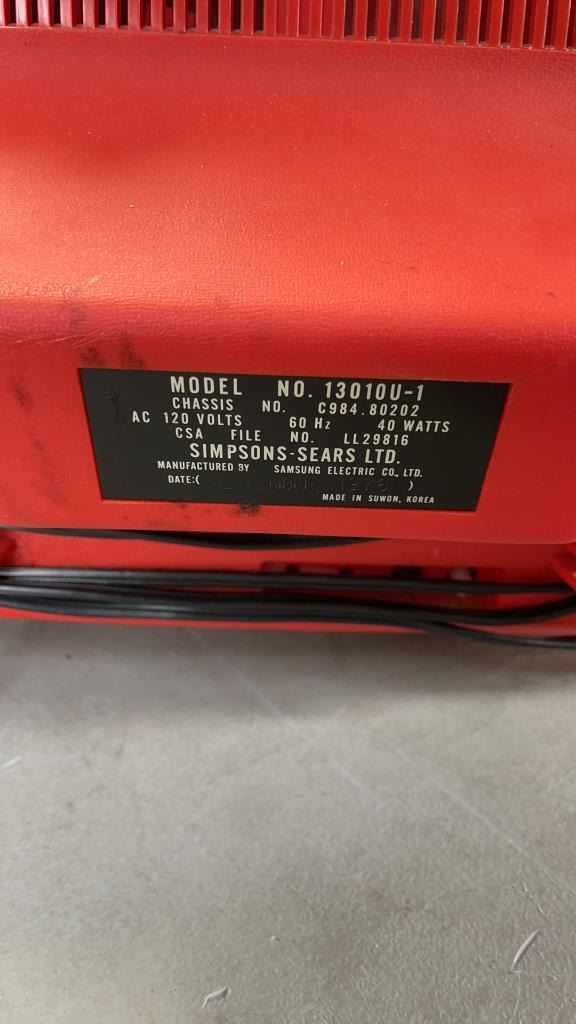 MODEL NO. 13010U-1
CHASSIS NO. C984.80202
AC 120 VOLTS 60 Hz 40 WATTS
CSA FILE NO. LL29816
SIMPSONS-SEARS LTD.
MANUFACTURED BY SAMSUNG ELECTRIC CO., LTD.
DATE:( )
MADE IN SUWON, KOREA